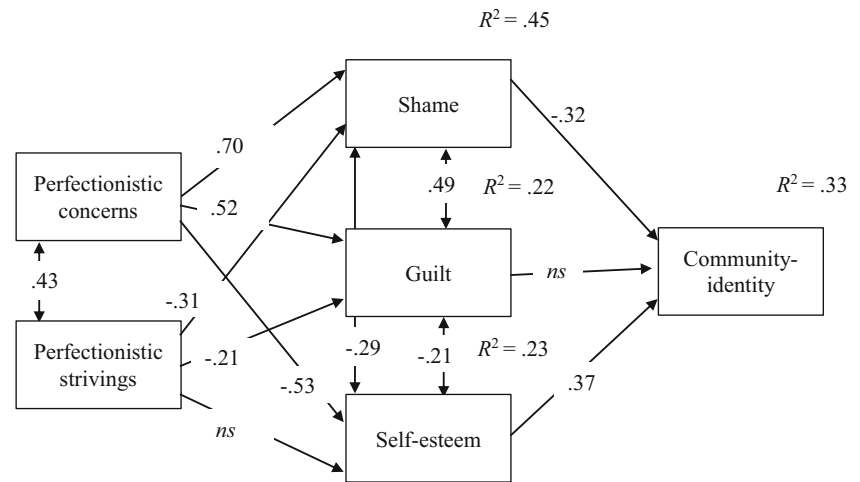 R² = .45
Shame
-.32
.70
Perfectionistic
concerns
.52
.49
R² = .22
R² = .33
.43
Guilt
ns
Community-
identity
-.31
Perfectionistic
strivings
-.21
-.29
-.21
R² = .23
-.53
.37
ns
Self-esteem